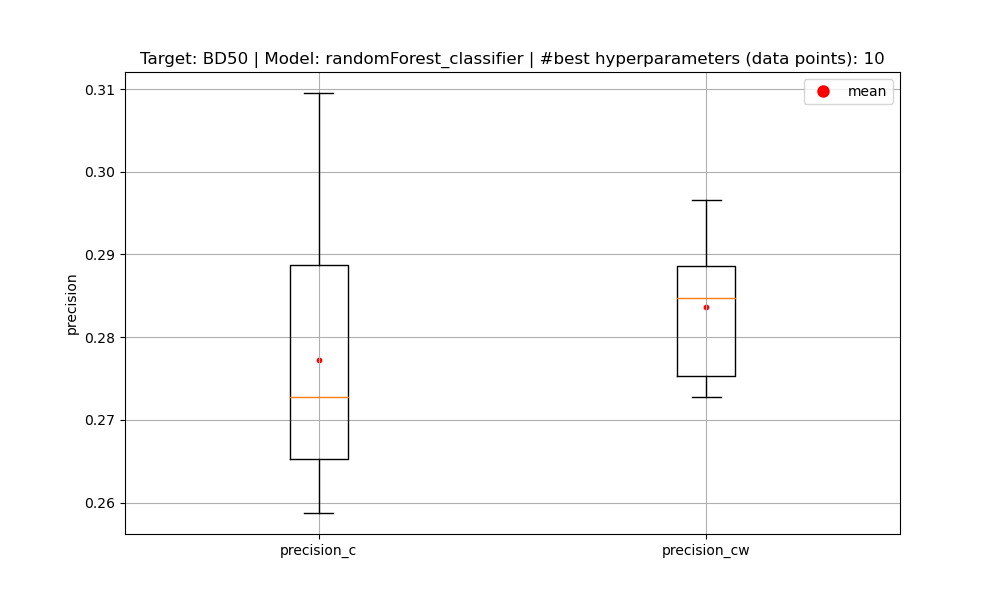 Target: BD50 | Model: randomForest_classifier | #best hyperparameters (data points): 10
mean
0.31
0.30
0.29
0.28
0.27
0.26
precision
precision_c
precision_cw